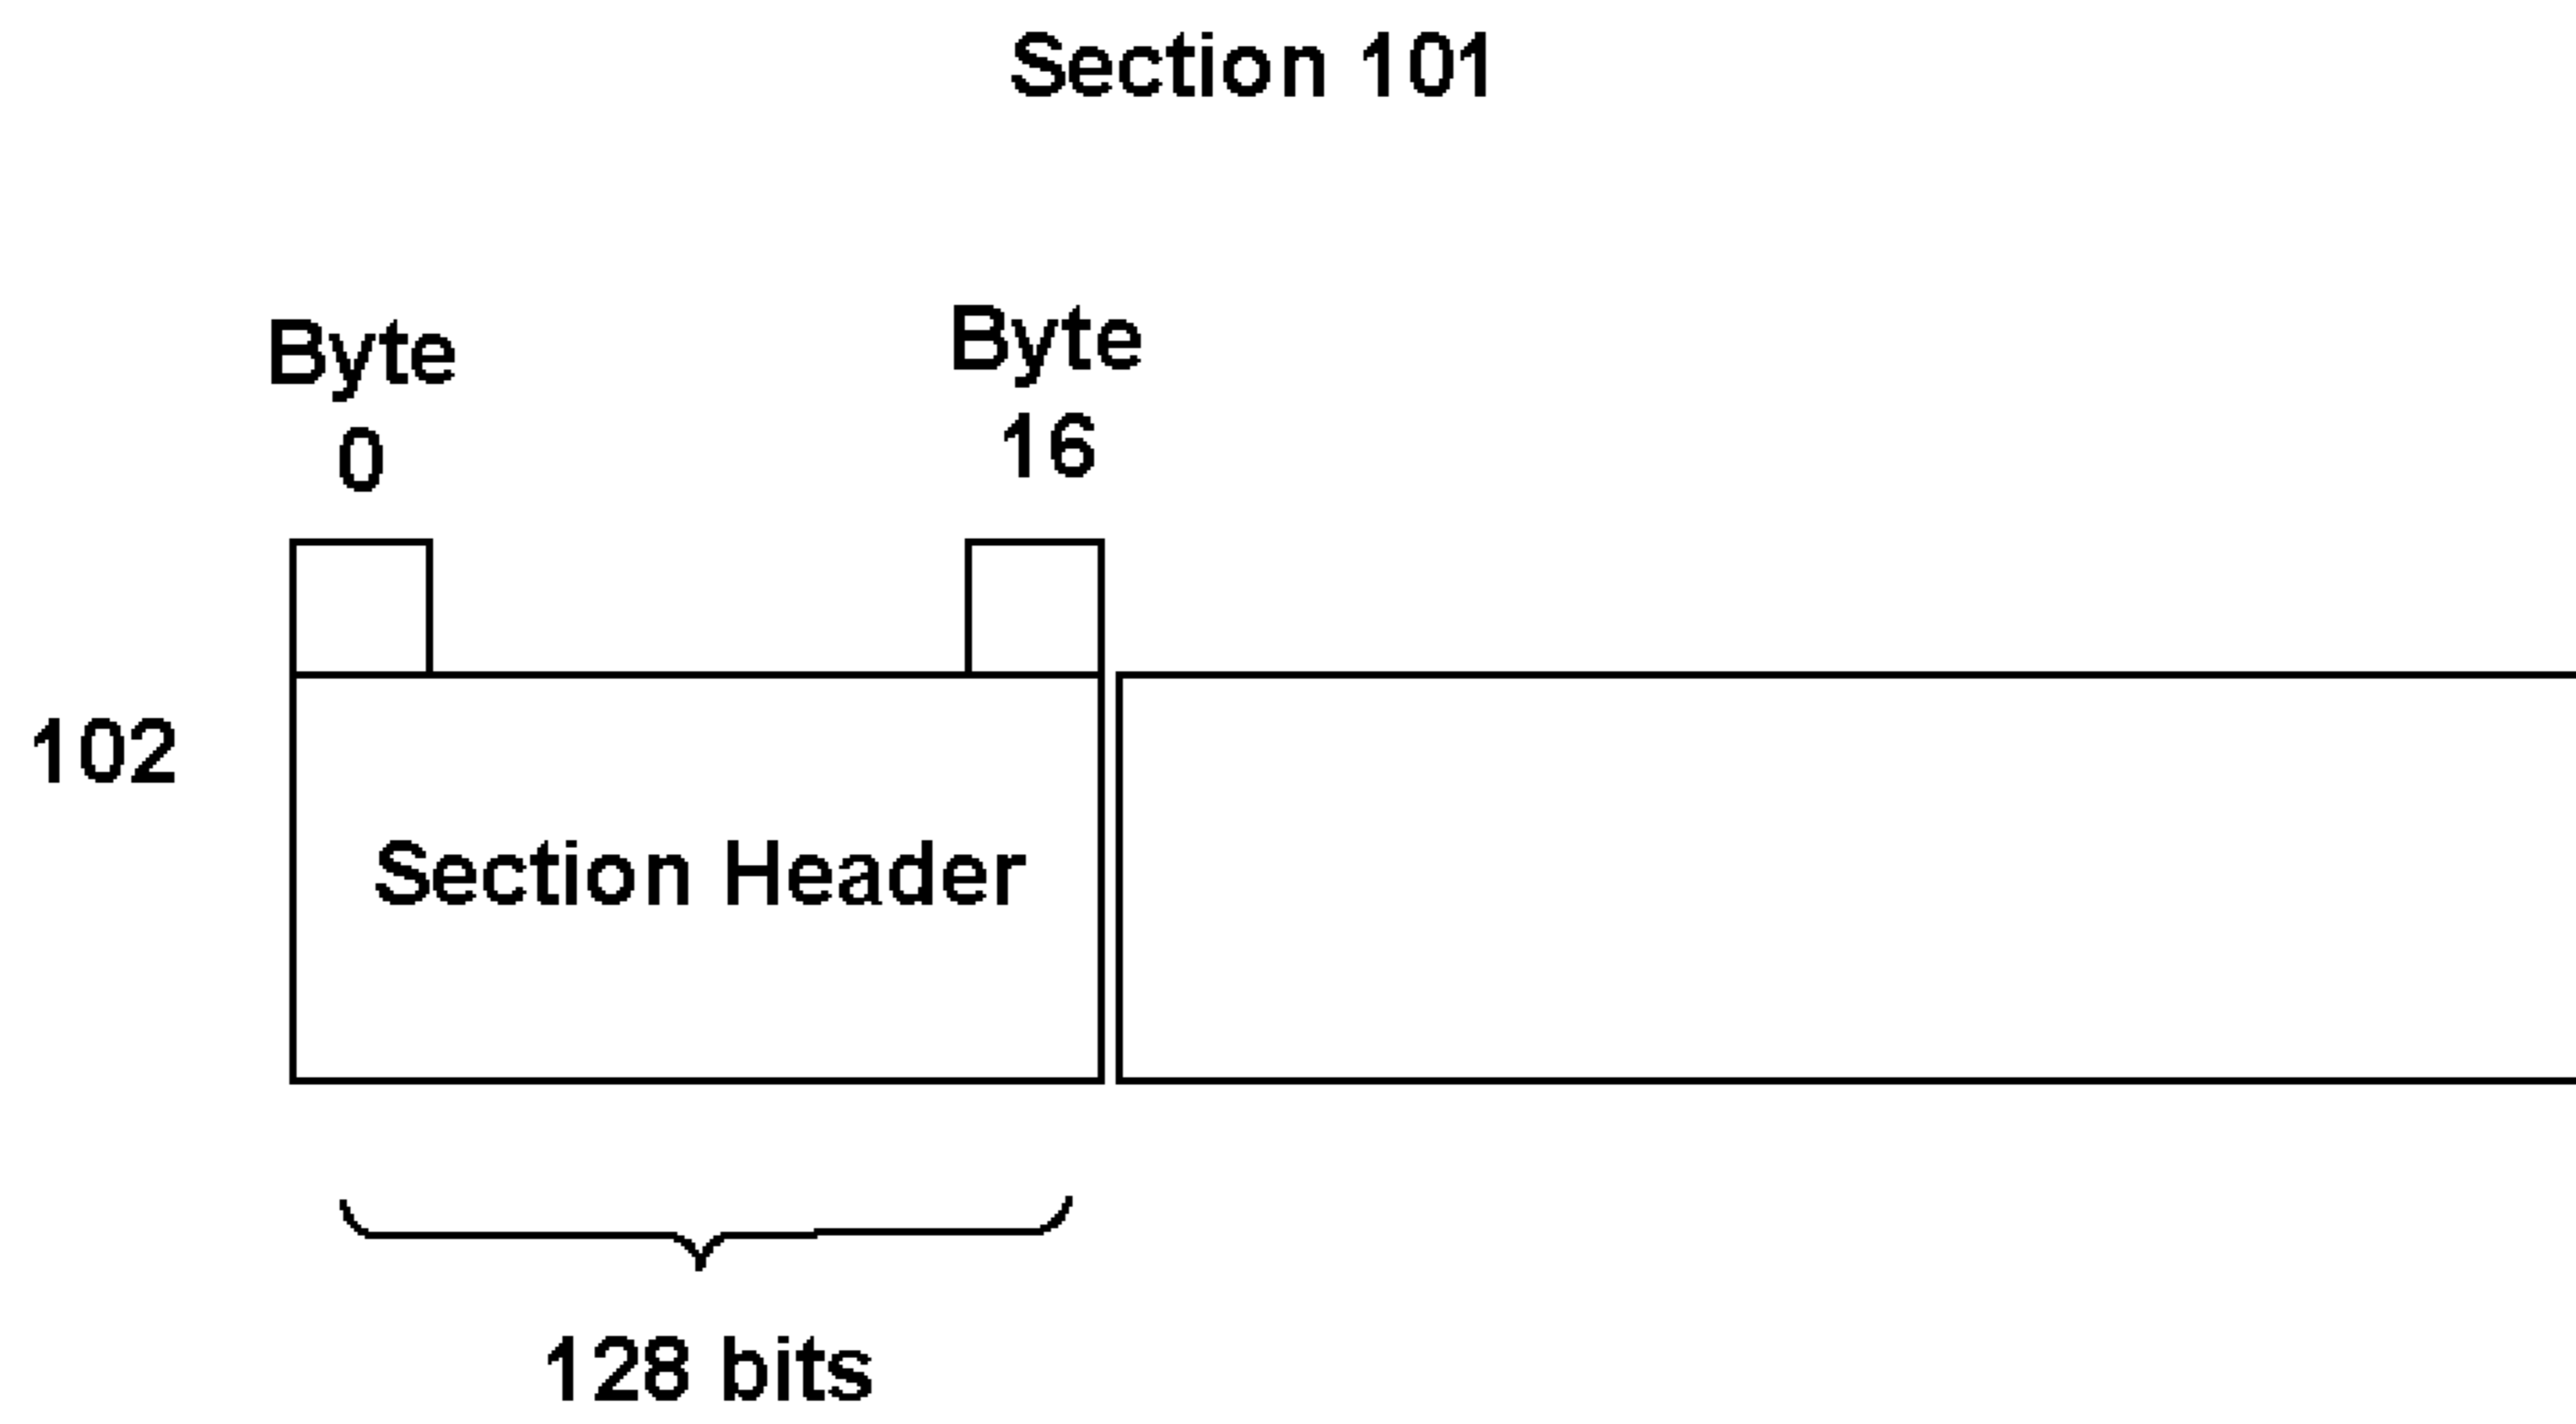 Section 101
Byte
0
Byte
16
102
Section Header
128 bits